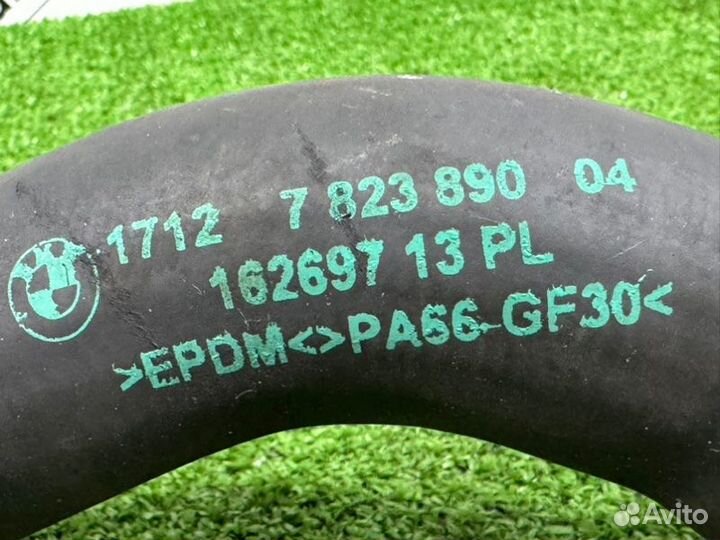 1712 7 823 890 04
162697 13 PL
>EPDM<>PA66-GF30<
Avito